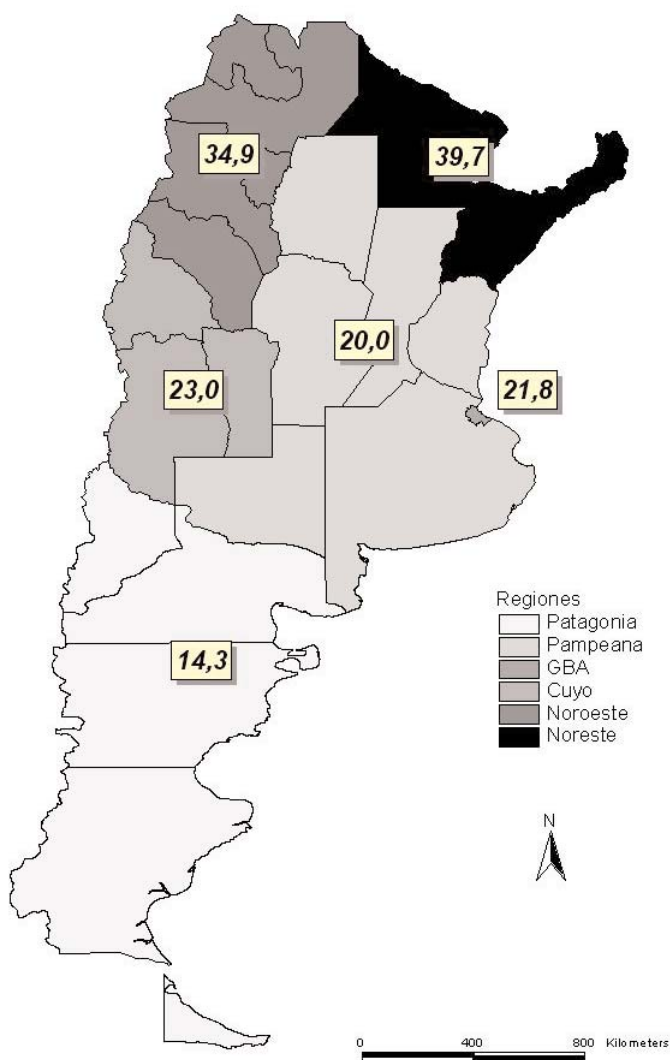 34,9
39,7
20,0
23,0
21,8
14,3
Regiones
Patagonia
Pampeana
GBA
Cuyo
Noroeste
Noreste
N
0 400 800 Kilometers